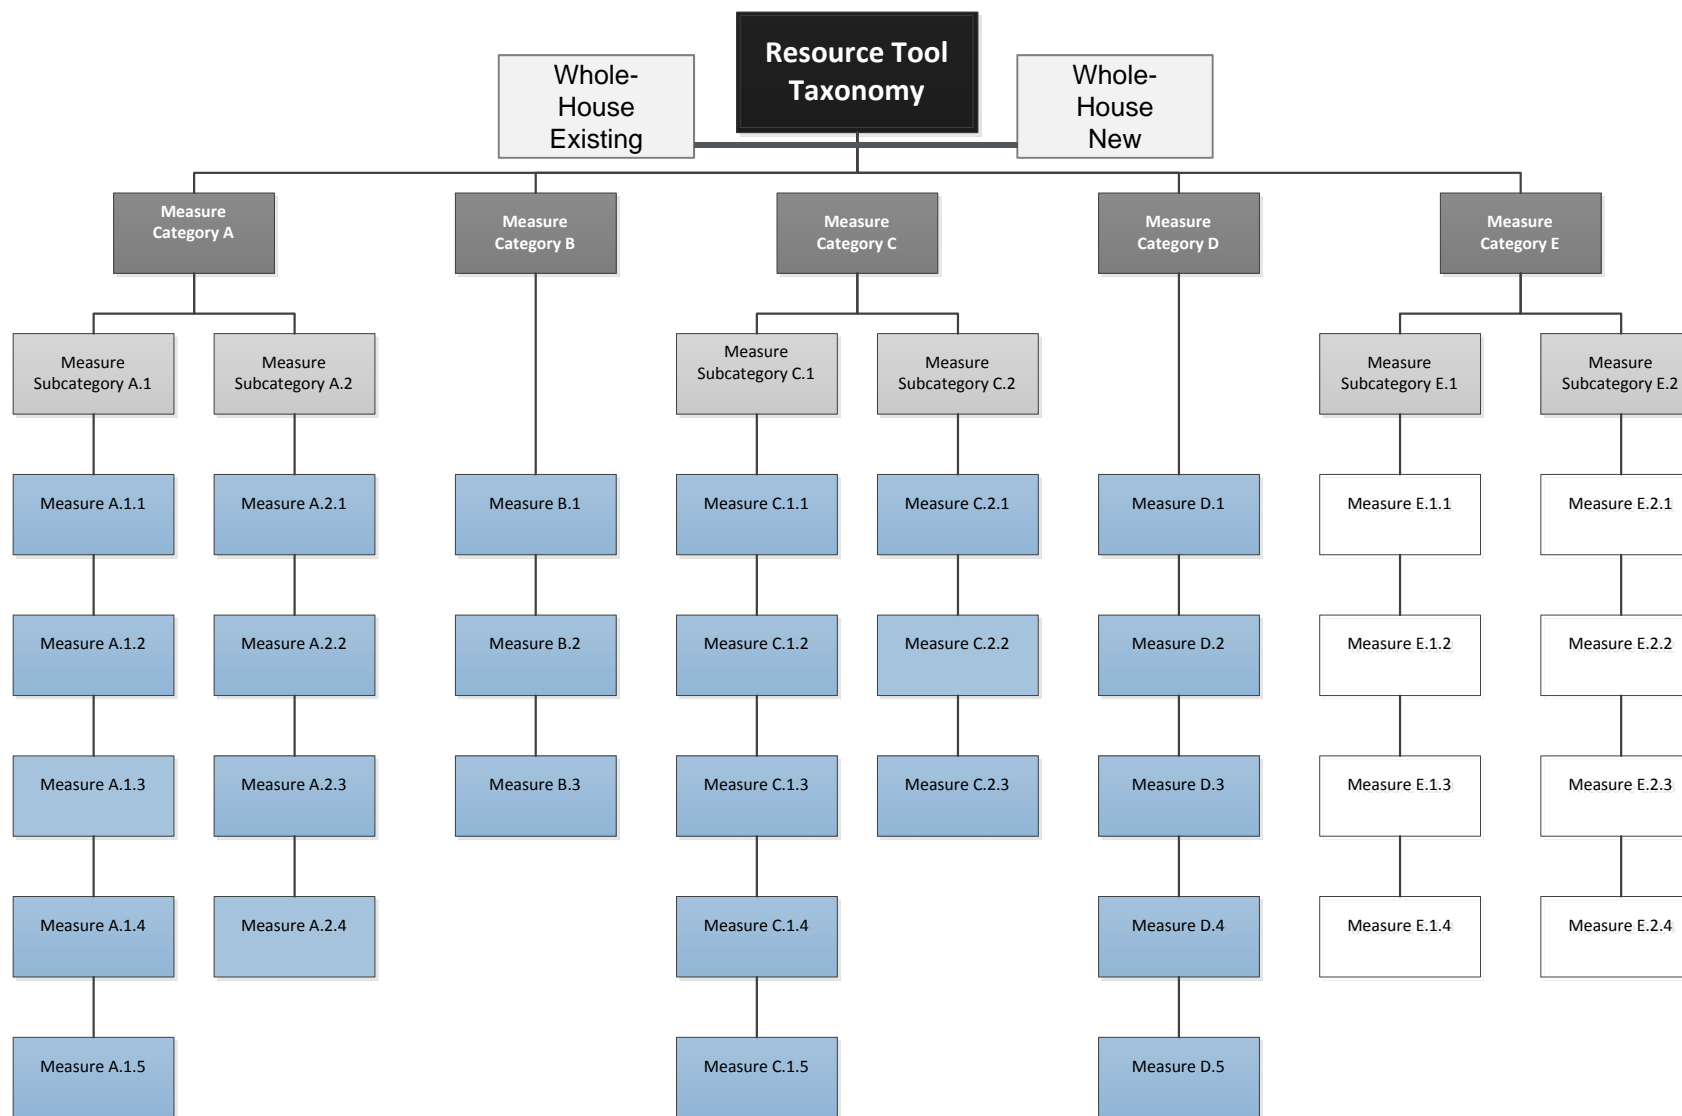 Resource Tool
Taxonomy
Whole-
House
Existing
Whole-
House
New
Measure
Category A
Measure
Category B
Measure
Category C
Measure
Category D
Measure
Category E
Measure
Subcategory A.1
Measure
Subcategory A.2
Measure
Subcategory C.1
Measure
Subcategory C.2
Measure
Subcategory E.1
Measure
Subcategory E.2
Measure A.1.1
Measure A.2.1
Measure B.1
Measure C.1.1
Measure C.2.1
Measure D.1
Measure E.1.1
Measure E.2.1
Measure A.1.2
Measure A.2.2
Measure B.2
Measure C.1.2
Measure C.2.2
Measure D.2
Measure E.1.2
Measure E.2.2
Measure A.1.3
Measure A.2.3
Measure B.3
Measure C.1.3
Measure C.2.3
Measure D.3
Measure E.1.3
Measure E.2.3
Measure A.1.4
Measure A.2.4
Measure C.1.4
Measure D.4
Measure E.1.4
Measure E.2.4
Measure A.1.5
Measure C.1.5
Measure D.5